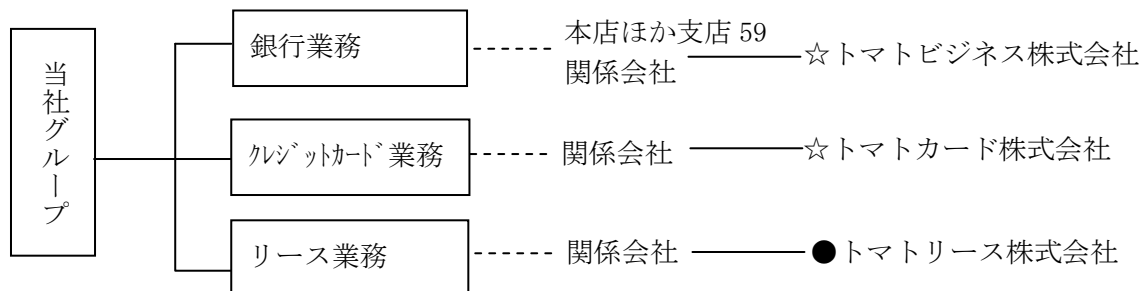 当社グループ
銀行業務
本店ほか支店 59
関係会社
☆トマトビジネス株式会社
クレジットカード業務
関係会社
☆トマトカード株式会社
リース業務
関係会社
●トマトリース株式会社